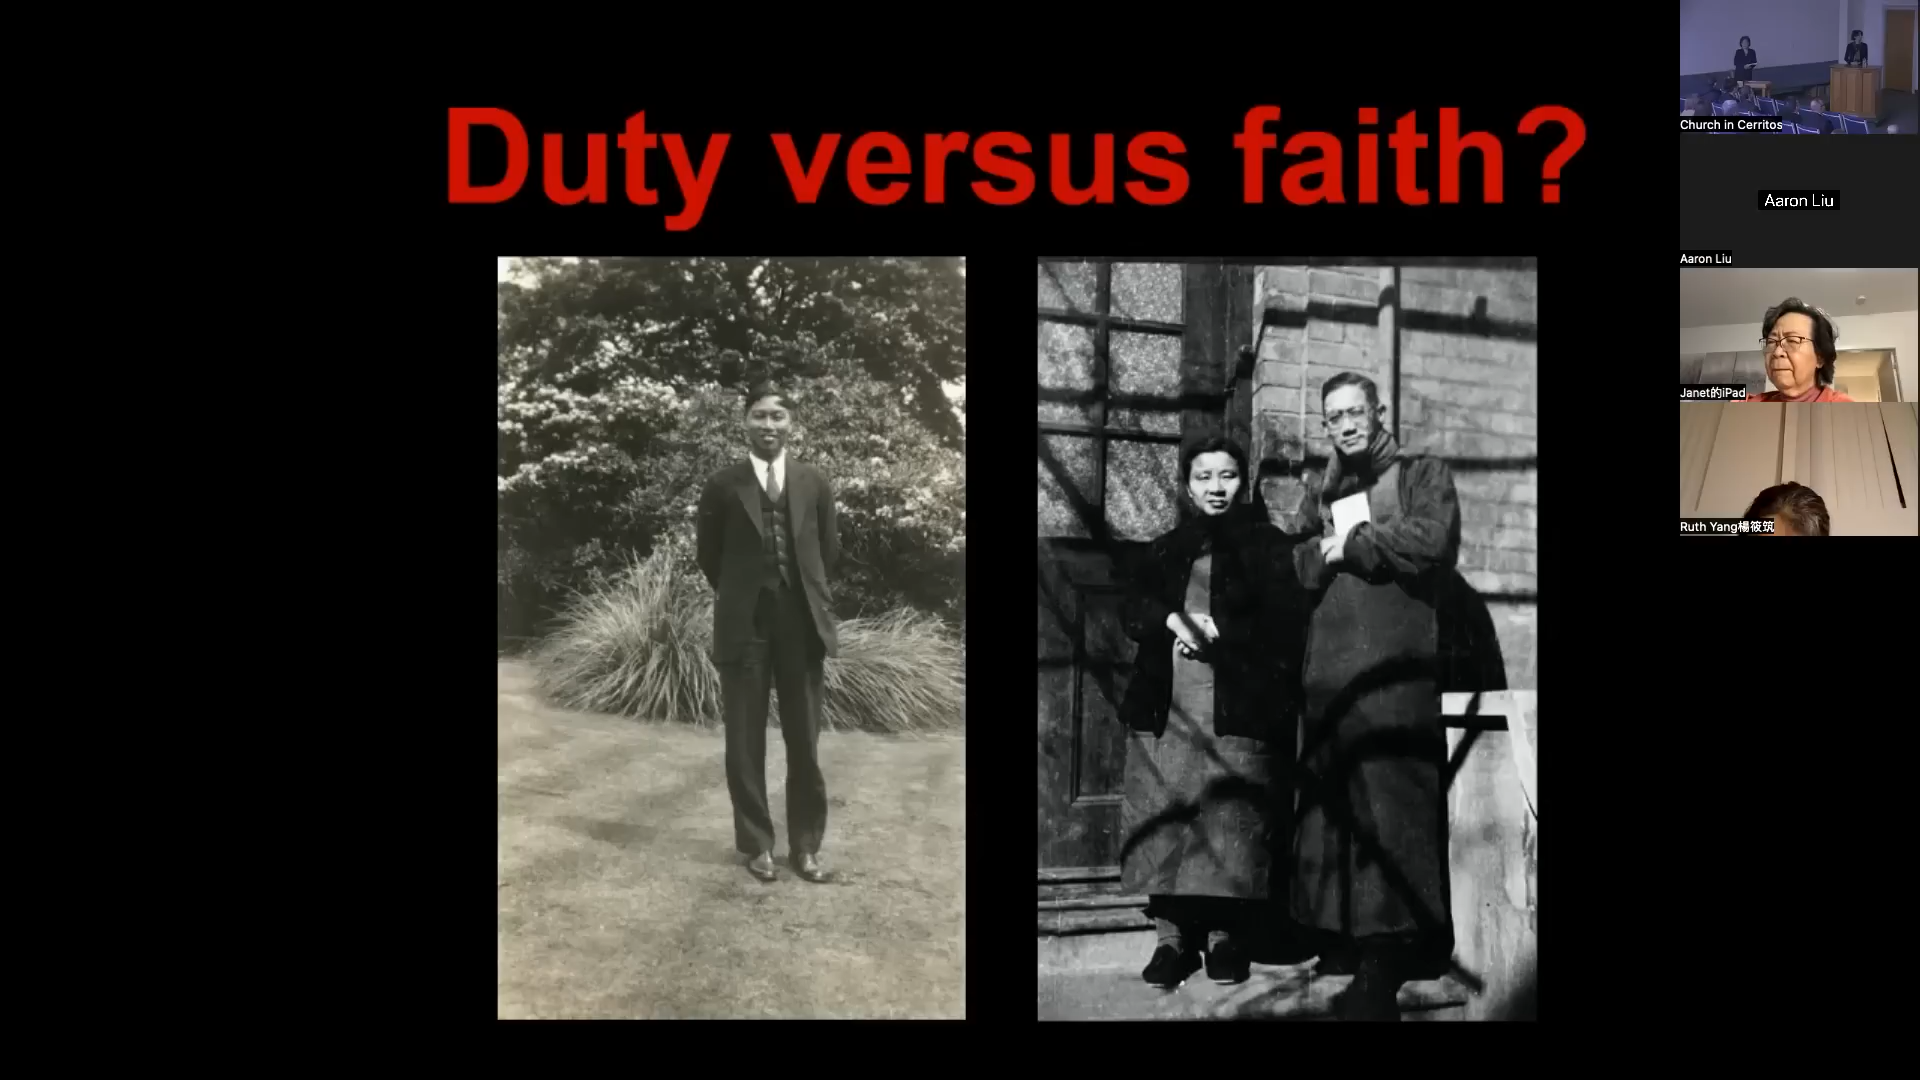 Duty versus faith?
Church in Cerritos
Aaron Liu
Aaron Liu
Janet的iPad
Ruth Yang楊筱筑